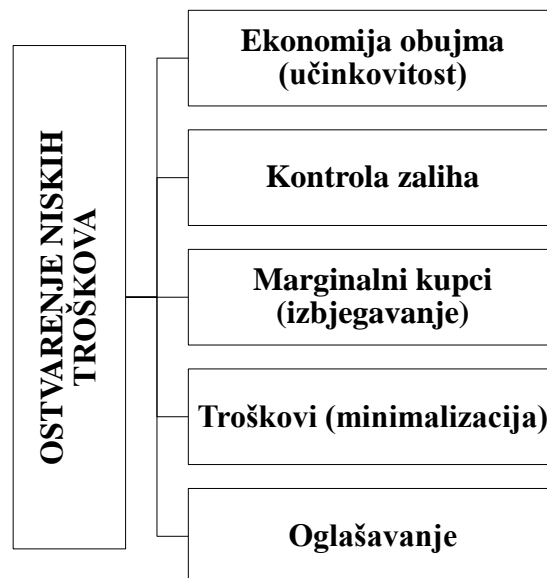 OSTVARENJE NISKIH
TROŠKOVA
Ekonomija obujma
(učinkovitost)
Kontrola zaliha
Marginalni kupci
(izbjegavanje)
Troškovi (minimalizacija)
Oglašavanje